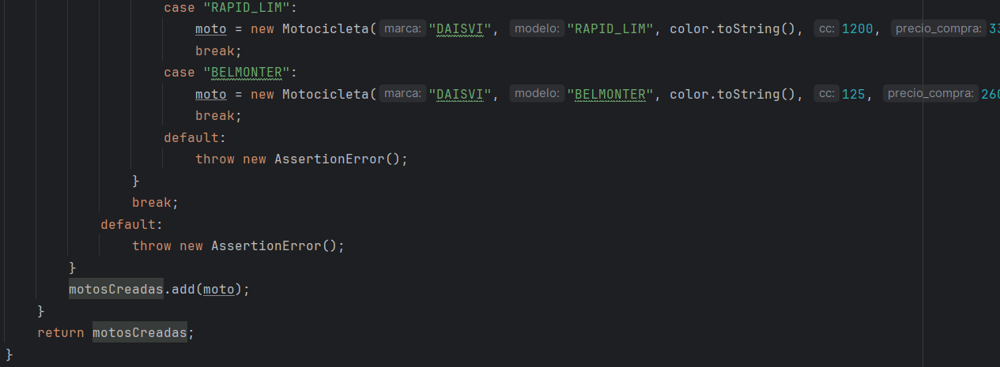 case "RAPID_LIM":
moto = new Motocicleta( marca: "DAISVI", modelo: "RAPID_LIM", color.toString(), cc: 1200, precio_compra: 33
break;
case "BELMONTER":
moto = new Motocicleta( marca: "DAISVI", modelo: "BELMONTER", color.toString(), cc: 125, precio_compra: 260
break;
default:
throw new AssertionError();
}
break;
default:
throw new AssertionError();
}
motosCreadas.add(moto);
}
return motosCreadas;
}